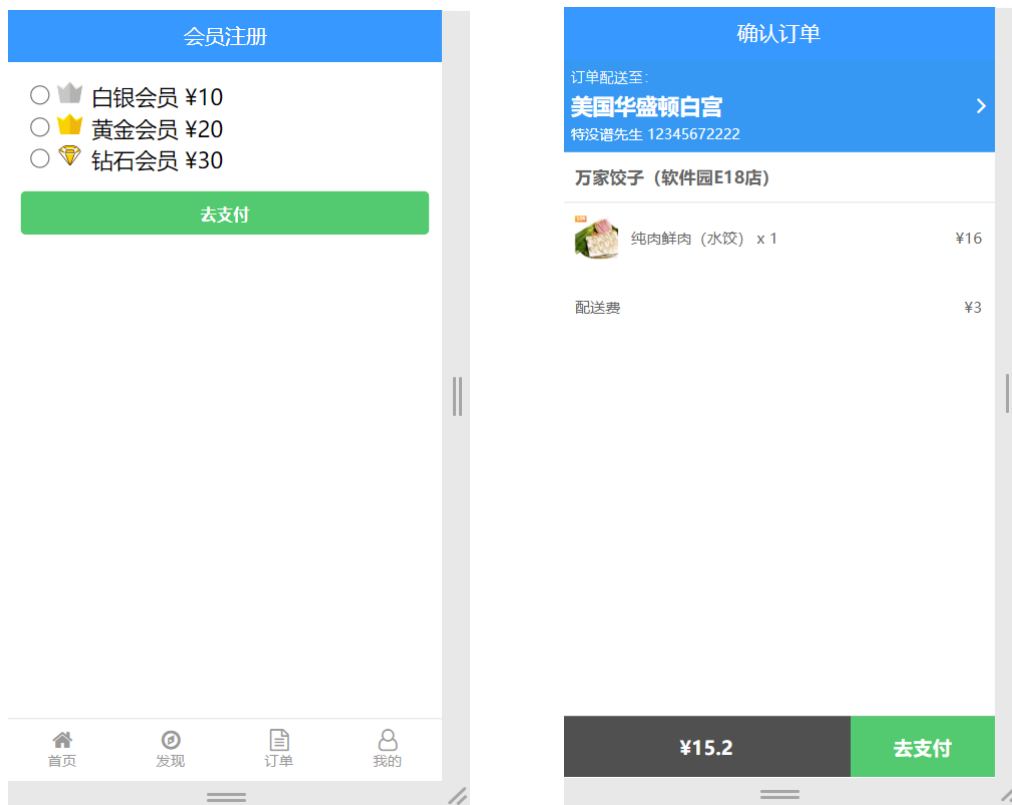 会员注册
白银会员 ¥10
黄金会员 ¥20
钻石会员 ¥30
去支付
首页
发现
订单
我的
确认订单
订单配送至：
美国华盛顿白宫
特没谱先生 12345672222
万家饺子（软件园E18店）
纯肉鲜肉（水饺） x 1
¥16
配送费
¥3
¥15.2
去支付